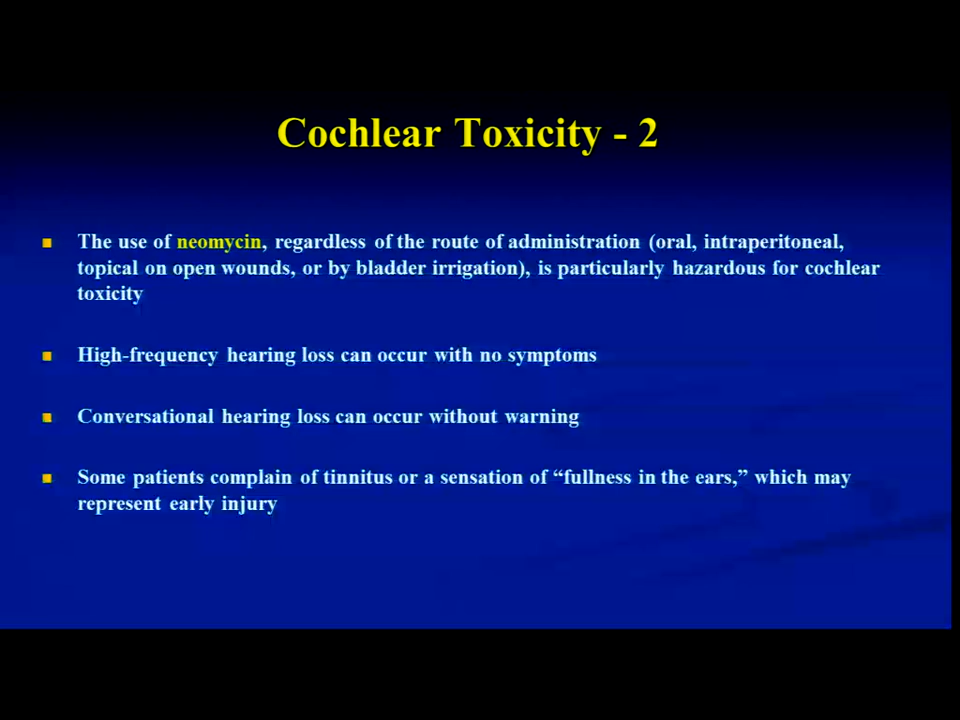 Cochlear Toxicity - 2
The use of neomycin, regardless of the route of administration (oral, intraperitoneal,
topical on open wounds, or by bladder irrigation), is particularly hazardous for cochlear
toxicity
High-frequency hearing loss can occur with no symptoms
Conversational hearing loss can occur without warning
Some patients complain of tinnitus or a sensation of “fullness in the ears,” which may
represent early injury